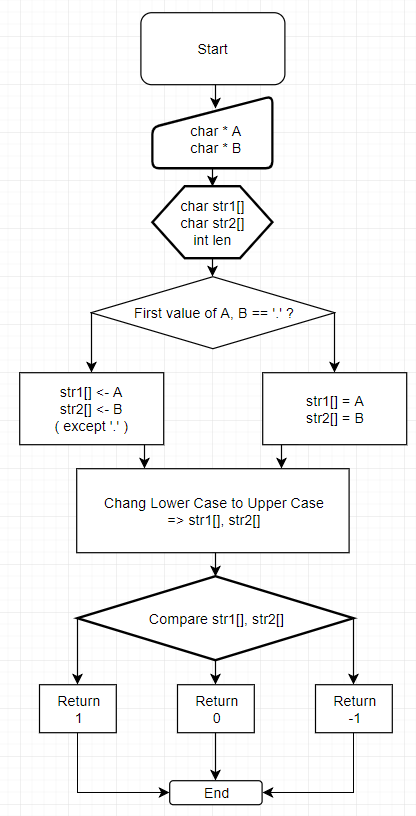 Start
char * A
char * B
char str1[]
char str2[]
int len
First value of A, B == '.' ?
str1[] <- A
str2[] <- B
( except '.' )
str1[] = A
str2[] = B
Chang Lower Case to Upper Case
=> str1[], str2[]
Compare str1[], str2[]
Return
1
Return
0
Return
-1
End